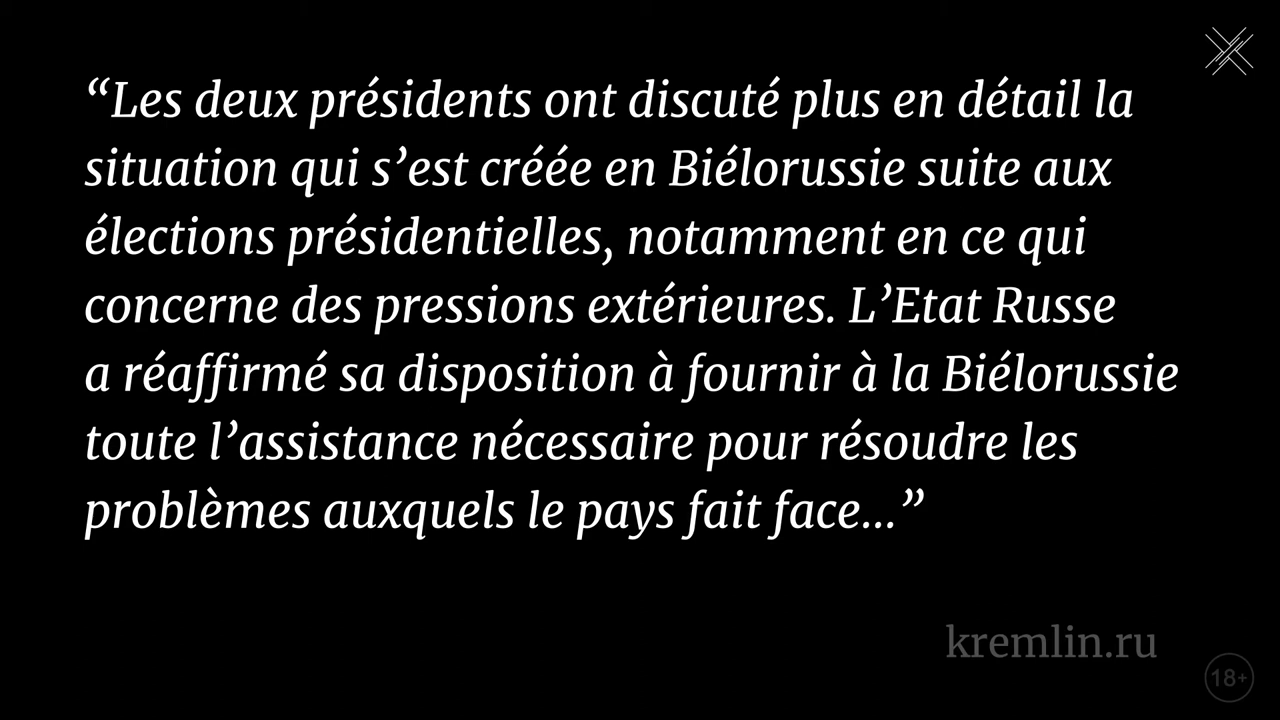 “Les deux présidents ont discuté plus en détail la
situation qui s’est créée en Biélorussie suite aux
élections présidentielles, notamment en ce qui
concerne des pressions extérieures. L’Etat Russe
a réaffirmé sa disposition à fournir à la Biélorussie
toute l’assistance nécessaire pour résoudre les
problèmes auxquels le pays fait face...”
kremlin.ru
18+